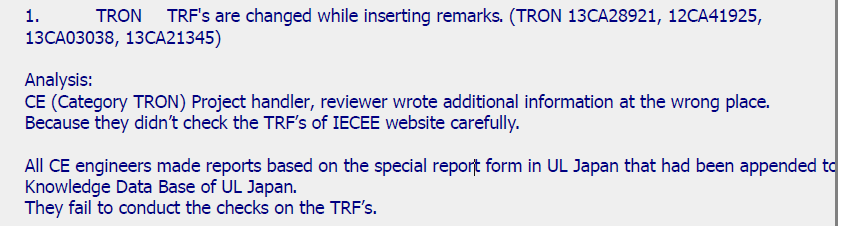 1. TRON TRF's are changed while inserting remarks. (TRON 13CA28921, 12CA41925,
13CA03038, 13CA21345)
Analysis:
CE (Category TRON) Project handler, reviewer wrote additional information at the wrong place.
Because they didn’t check the TRF’s of IECEE website carefully.
All CE engineers made reports based on the special report form in UL Japan that had been appended to
Knowledge Data Base of UL Japan.
They fail to conduct the checks on the TRF’s.